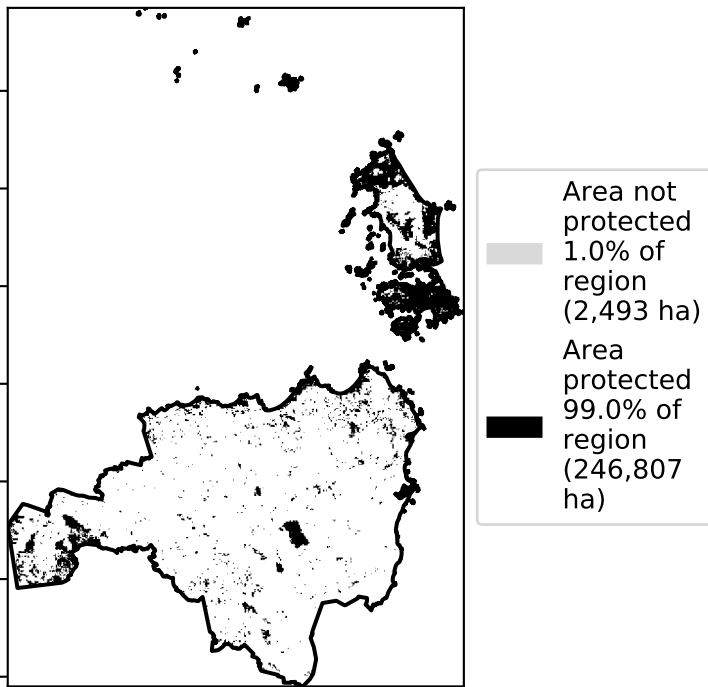 Area not
protected
1.0% of
region
(2,493 ha)
Area
protected
99.0% of
region
(246,807
ha)